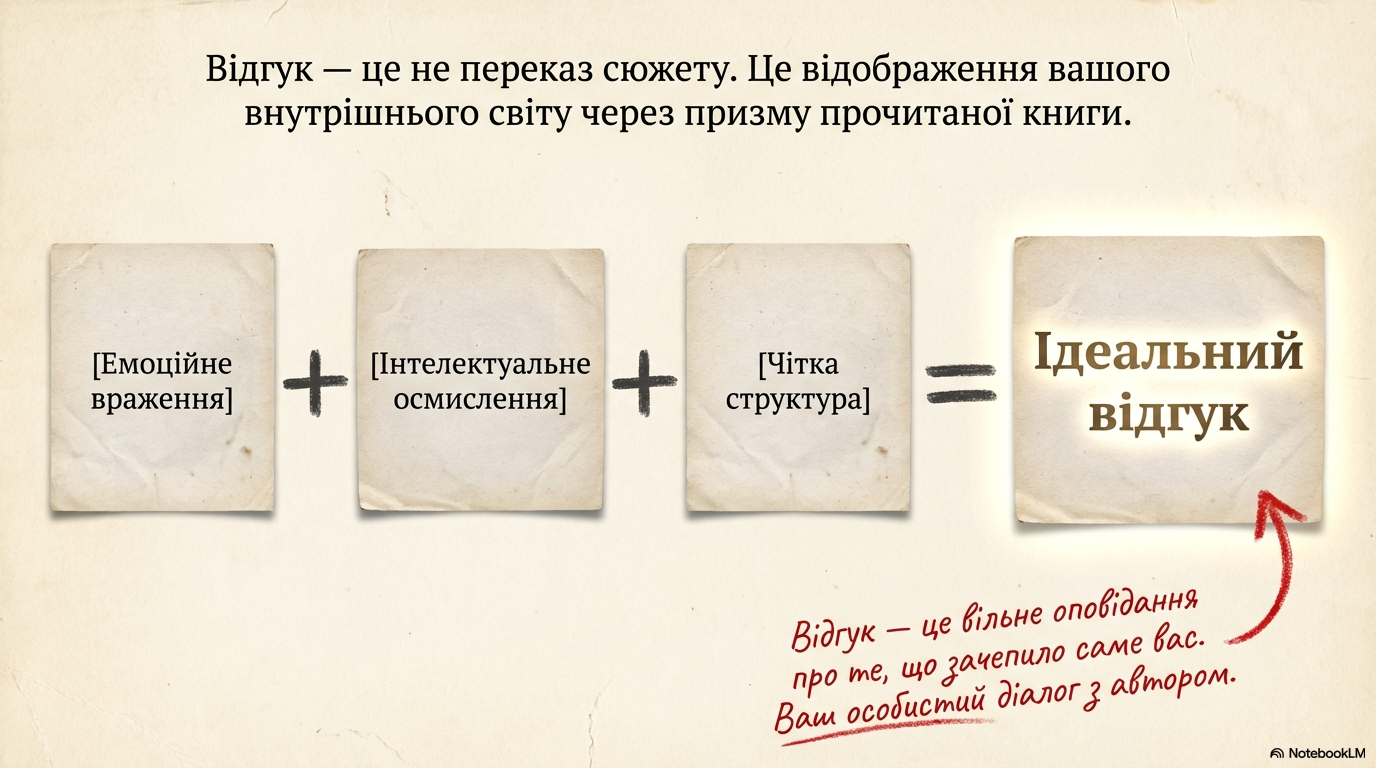 Відгук — це не переказ сюжету. Це відображення вашого
внутрішнього світу через призму прочитаної книги.
[Емоційне
враження]
+
[Інтелектуальне
осмислення]
+
[Чітка
структура]
=
Ідеальний
відгук
Відгук — це вільне оповідання
про те, що зачепило саме вас.
Ваш особистий діалог з автором.
NotebookLM